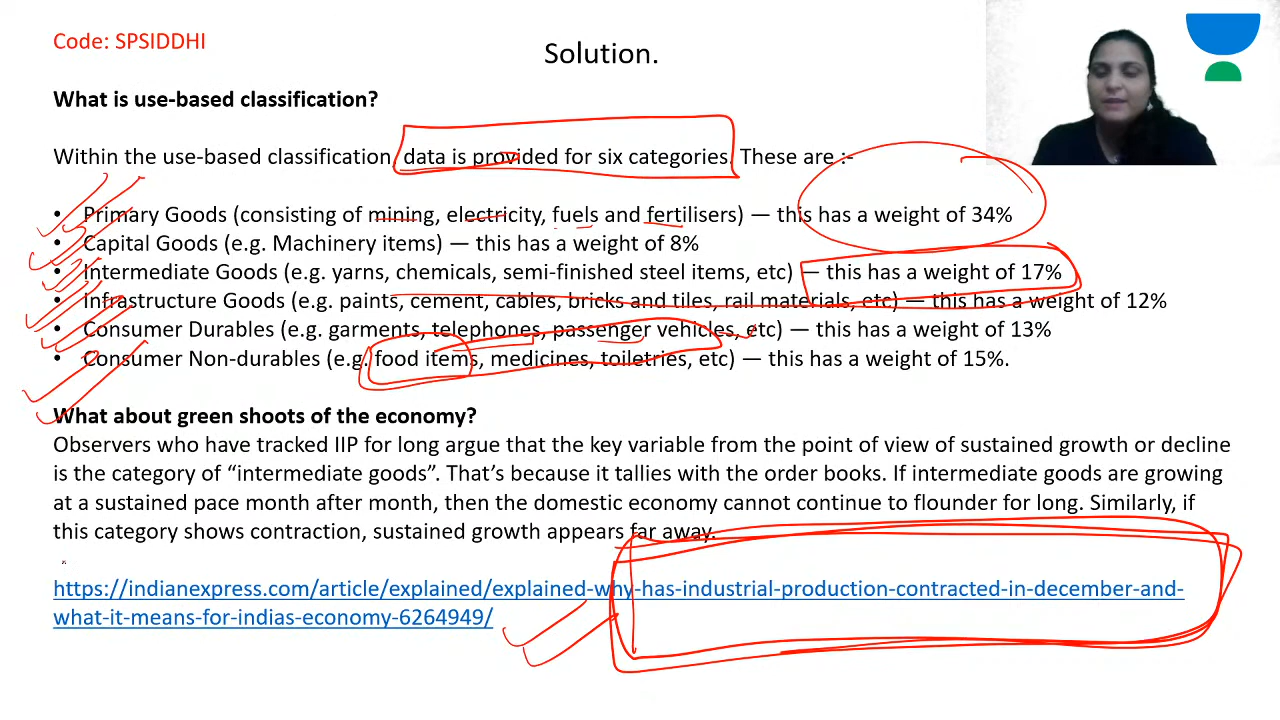 Code: SPSIDDHI
Solution.
What is use-based classification?
Within the use-based classification, data is provided for six categories. These are :-
• Primary Goods (consisting of mining, electricity, fuels and fertilisers) — this has a weight of 34%
• Capital Goods (e.g. Machinery items) — this has a weight of 8%
• Intermediate Goods (e.g. yarns, chemicals, semi-finished steel items, etc) — this has a weight of 17%
• Infrastructure Goods (e.g. paints, cement, cables, bricks and tiles, rail materials, etc) — this has a weight of 12%
• Consumer Durables (e.g. garments, telephones, passenger vehicles, etc) — this has a weight of 13%
• Consumer Non-durables (e.g. food items, medicines, toiletries, etc) — this has a weight of 15%.
What about green shoots of the economy?
Observers who have tracked IIP for long argue that the key variable from the point of view of sustained growth or decline
is the category of “intermediate goods”. That’s because it tallies with the order books. If intermediate goods are growing
at a sustained pace month after month, then the domestic economy cannot continue to flounder for long. Similarly, if
this category shows contraction, sustained growth appears far away.
https://indianexpress.com/article/explained/explained-why-has-industrial-production-contracted-in-december-and-
what-it-means-for-indias-economy-6264949/